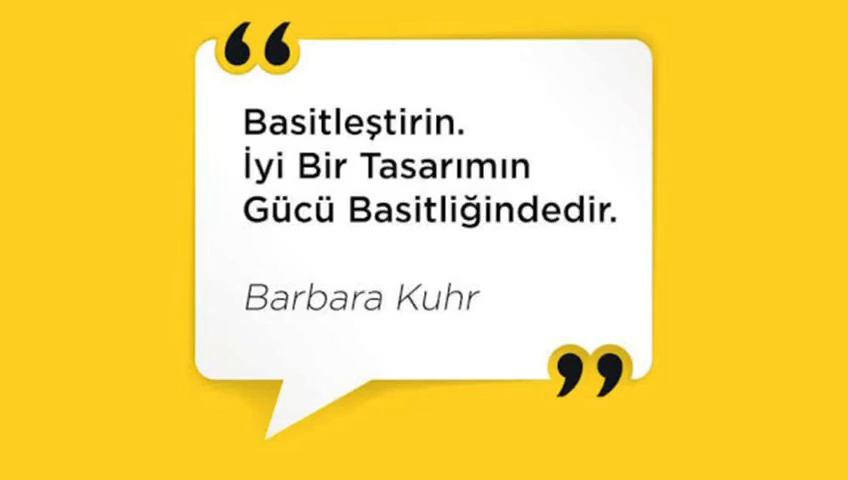 Basitleştirin.
İyi Bir Tasarımın
Gücü Basitliğindedir.
Barbara Kuhr